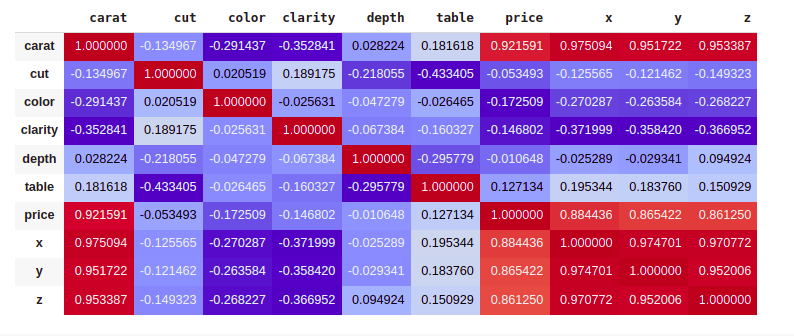 carat cut color clarity depth table price x y z
carat 1.000000 -0.134967 -0.291437 -0.352841 0.028224 0.181618 0.921591 0.975094 0.951722 0.953387
cut -0.134967 1.000000 0.020519 0.189175 -0.218055 -0.433405 -0.053493 -0.125565 -0.121462 -0.149323
color -0.291437 0.020519 1.000000 -0.025631 -0.047279 -0.026465 -0.172509 -0.270287 -0.263584 -0.268227
clarity -0.352841 0.189175 -0.025631 1.000000 -0.067384 -0.160327 -0.146802 -0.371999 -0.358420 -0.366952
depth 0.028224 -0.218055 -0.047279 -0.067384 1.000000 -0.295779 -0.010648 -0.025289 -0.029341 0.094924
table 0.181618 -0.433405 -0.026465 -0.160327 -0.295779 1.000000 0.127134 0.195344 0.183760 0.150929
price 0.921591 -0.053493 -0.172509 -0.146802 -0.010648 0.127134 1.000000 0.884436 0.865422 0.861250
x 0.975094 -0.125565 -0.270287 -0.371999 -0.025289 0.195344 0.884436 1.000000 0.974701 0.970772
y 0.951722 -0.121462 -0.263584 -0.358420 -0.029341 0.183760 0.865422 0.974701 1.000000 0.952006
z 0.953387 -0.149323 -0.268227 -0.366952 0.094924 0.150929 0.861250 0.970772 0.952006 1.000000